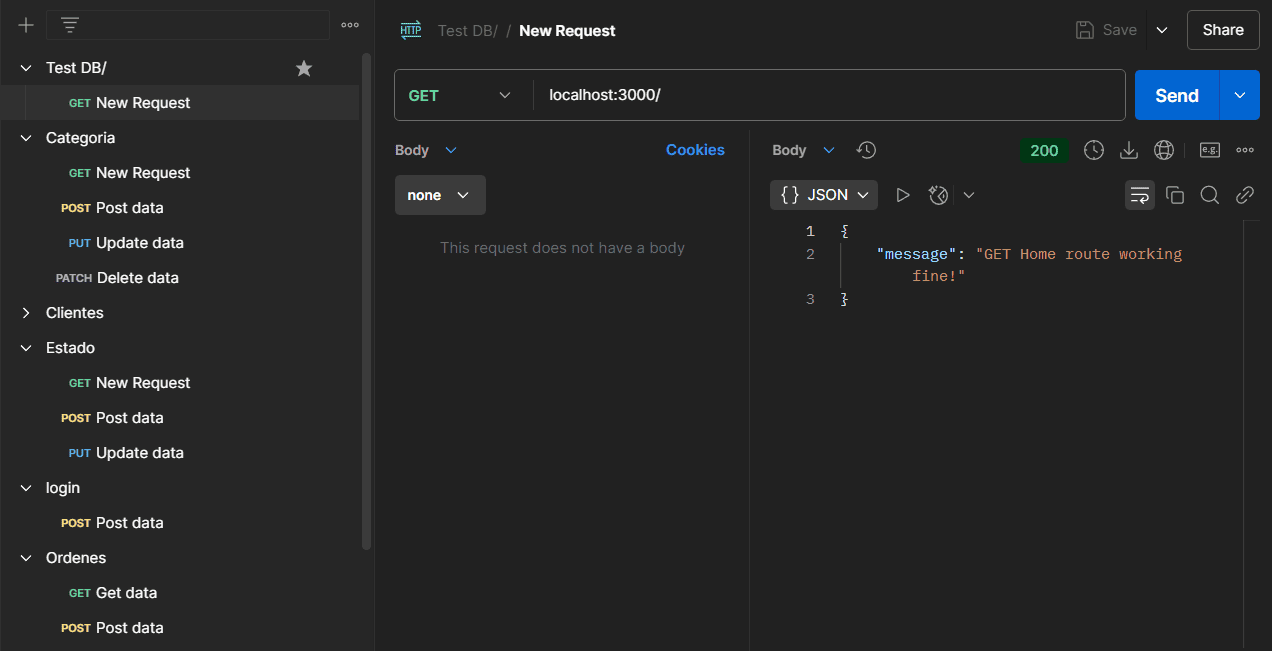 HTTP Test DB/ / New Request Save Share
Test DB/
GET New Request
Categoria
GET New Request
POST Post data
PUT Update data
PATCH Delete data
Clientes
Estado
GET New Request
POST Post data
PUT Update data
login
POST Post data
Ordenes
GET Get data
POST Post data
GET localhost:3000/ Send
Body Cookies
none
This request does not have a body
Body 200 e.g.
{} JSON
1 {
2 "message": "GET Home route working
fine!"
3 }